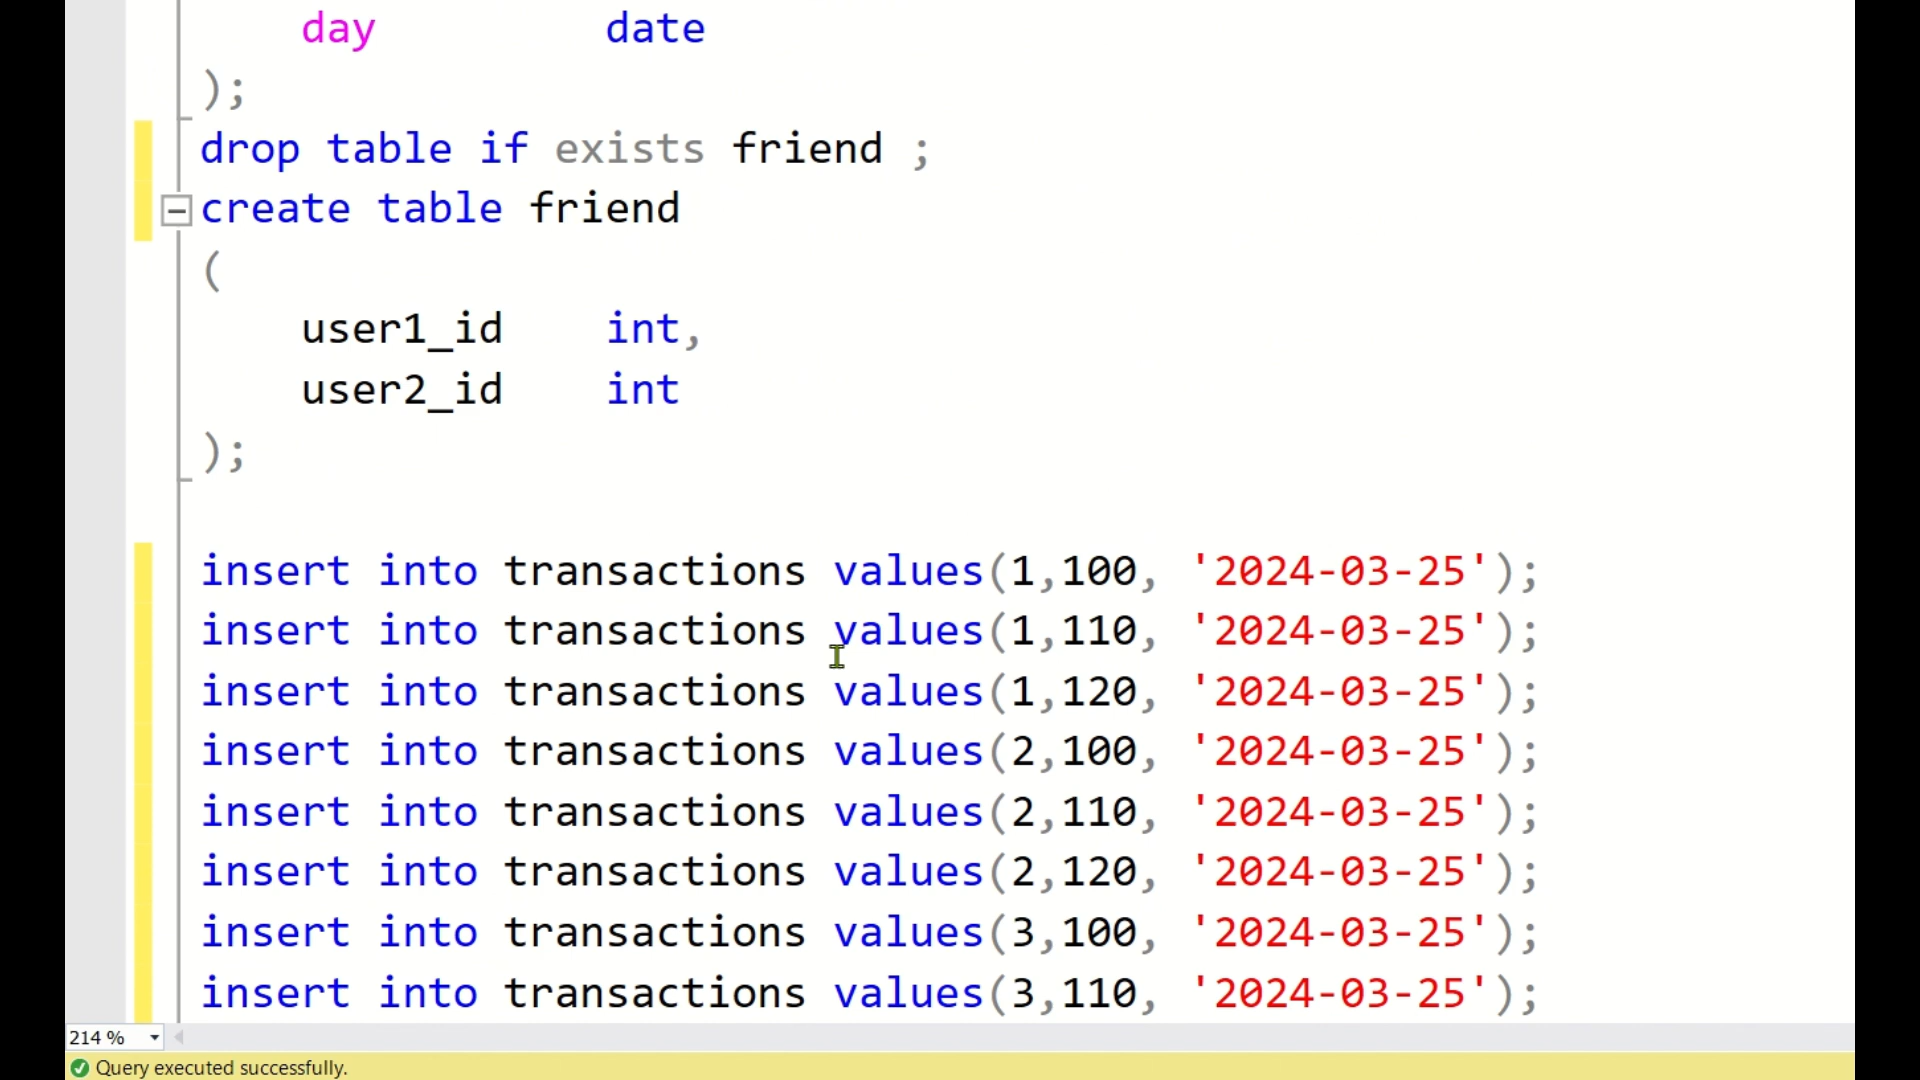 day date
);
drop table if exists friend ;
create table friend
(
user1_id int,
user2_id int
);
insert into transactions values(1,100, '2024-03-25');
insert into transactions values(1,110, '2024-03-25');
insert into transactions values(1,120, '2024-03-25');
insert into transactions values(2,100, '2024-03-25');
insert into transactions values(2,110, '2024-03-25');
insert into transactions values(2,120, '2024-03-25');
insert into transactions values(3,100, '2024-03-25');
insert into transactions values(3,110, '2024-03-25');
214 %
Query executed successfully.